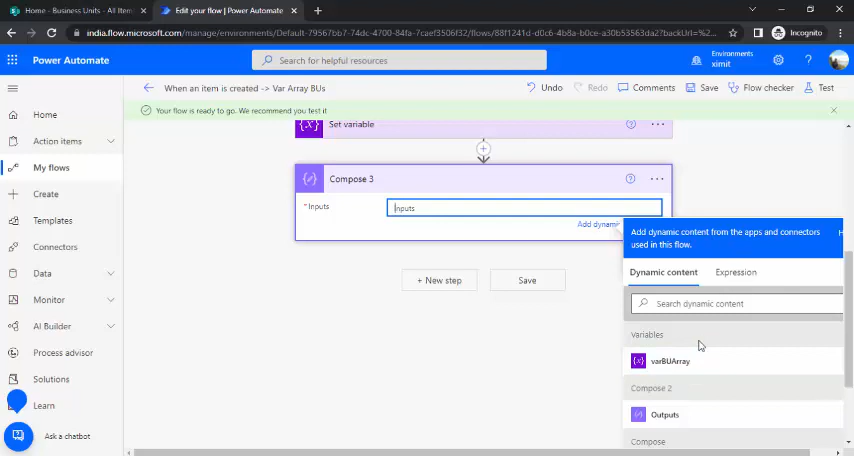 Home - Business Units - All Item
Edit your flow | Power Automate
india.flow.microsoft.com/manage/environments/Default-79567bb7-74dc-4700-84fa-7caef3506f32/flows/88f1241d-0dc6-4b8a-b0ce-a30b53563da2?backUrl=%2...
Incognito
Power Automate
Search for helpful resources
Environments
ximit
When an item is created -> Var Array BUs
Undo
Redo
Comments
Save
Flow checker
Test
Your flow is ready to go. We recommend you test it
Home
Action items
My flows
Create
Templates
Connectors
Data
Monitor
AI Builder
Process advisor
Solutions
Learn
Ask a chatbot
Set variable
Compose 3
* Inputs
Inputs
Add dynami
+ New step
Save
Add dynamic content from the apps and connectors
used in this flow.
H
Dynamic content
Expression
Search dynamic content
Variables
varBUArray
Compose 2
Outputs
Compose